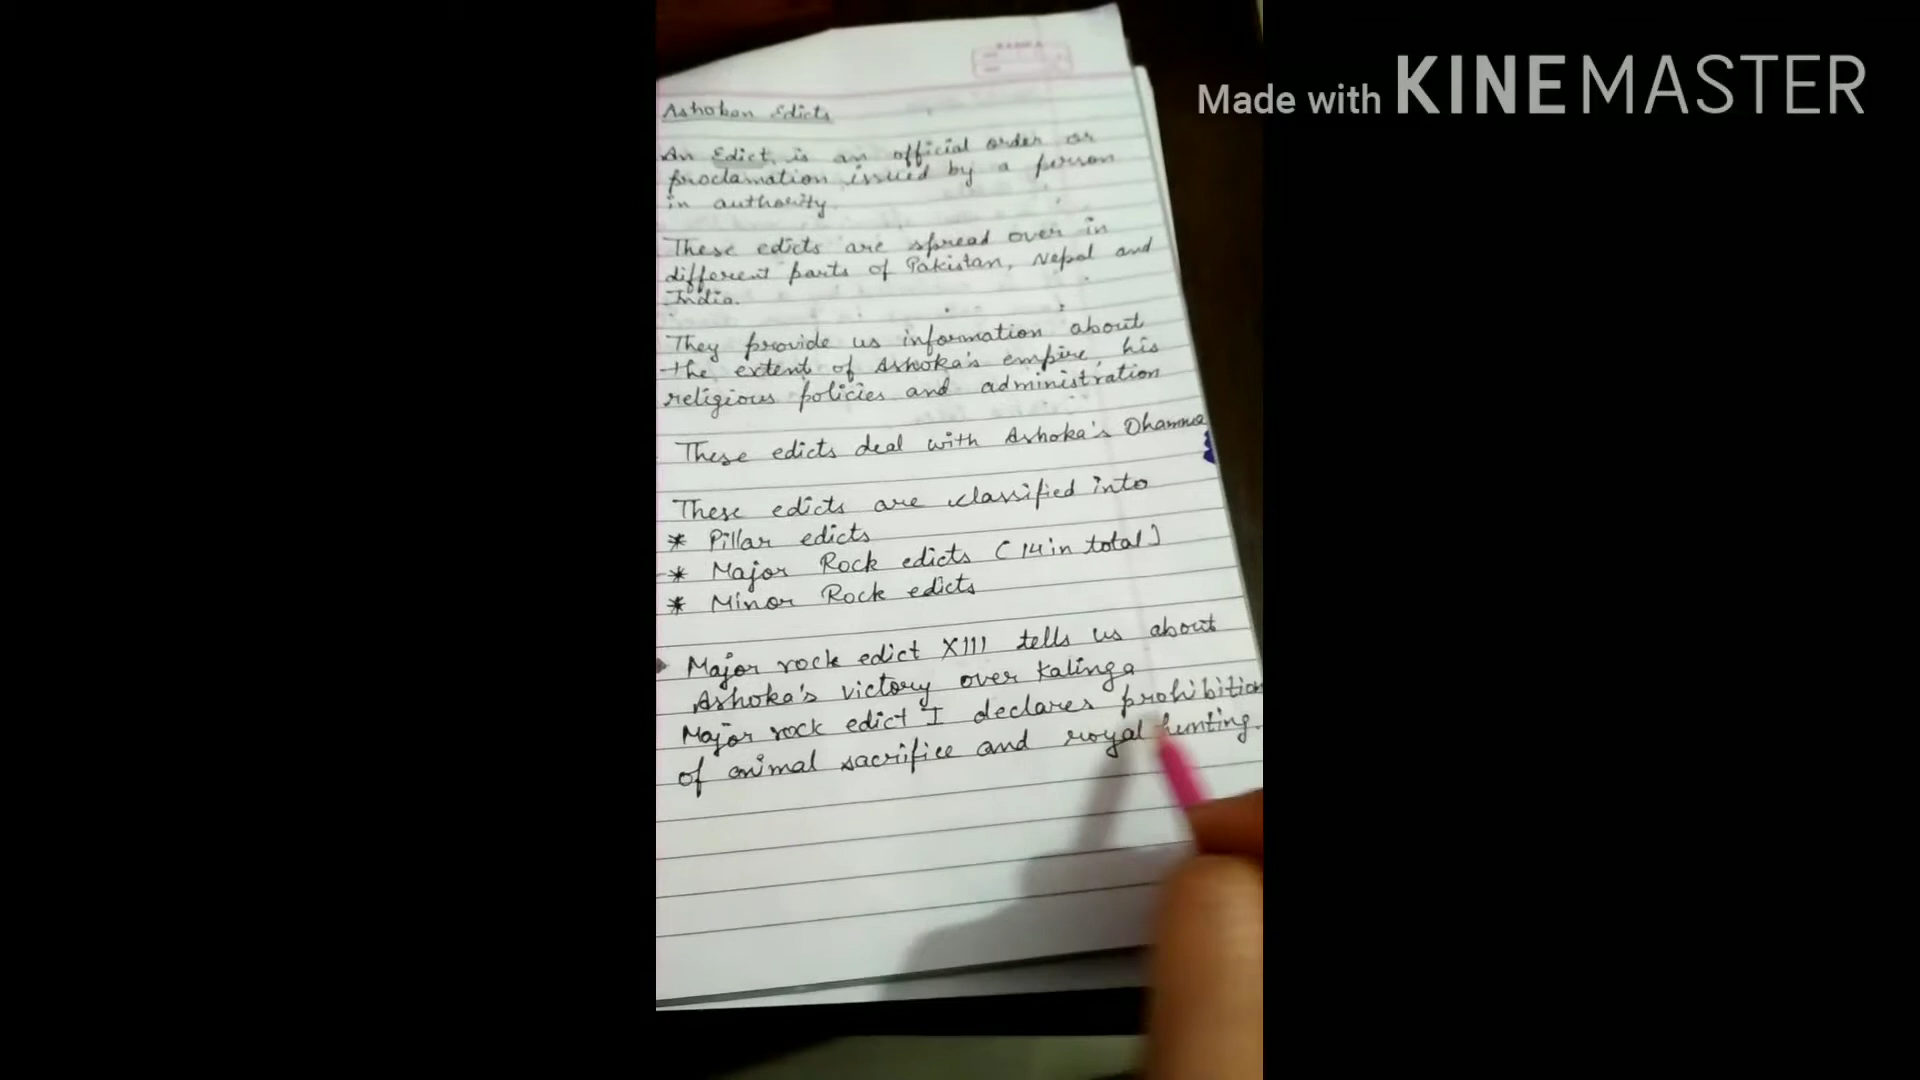 Made with KINEMASTER
Ashokan Edicts
An Edict is an official order or
proclamation issued by a person
in authority.
These edicts are spread over in
different parts of Pakistan, Nepal and
India.
They provide us information about
the extent of Ashoka's empire, his
religious policies and administration
These edicts deal with Ashoka's Dhamma
These edicts are classified into
* Pillar edicts
* Major Rock edicts (14 in total)
* Minor Rock edicts
Major rock edict XIII tells us about
Ashoka's victory over Kalinga
Major rock edict I declares prohibition
of animal sacrifice and royal hunting.